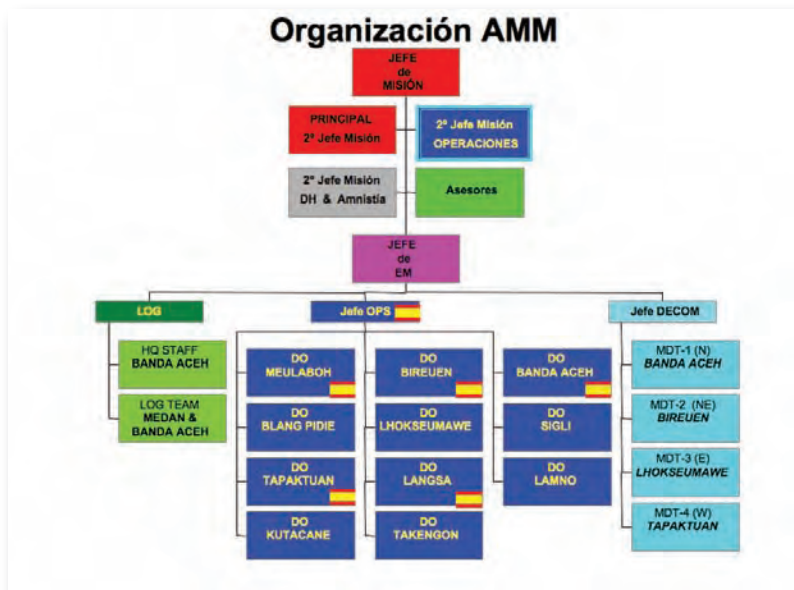 Organización AMM
JEFE
de
MISIÓN
PRINCIPAL
2º Jefe Misión
2º Jefe Misión
OPERACIONES
2º Jefe Misión
DH & Amnistía
Asesores
JEFE
de
EM
LOG
Jefe OPS
Jefe DECOM
HQ STAFF
BANDA ACEH
LOG TEAM
MEDAN &
BANDA ACEH
DO
MEULABOH
DO
BLANG PIDIE
DO
TAPAKTUAN
DO
KUTACANE
DO
BIREUEN
DO
LHOKSEUMAWE
DO
LANGSA
DO
TAKENGON
DO
BANDA ACEH
DO
SIGLI
DO
LAMNO
MDT-1 (N)
BANDA ACEH
MDT-2 (NE)
BIREUEN
MDT-3 (E)
LHOKSEUMAWE
MDT-4 (W)
TAPAKTUAN